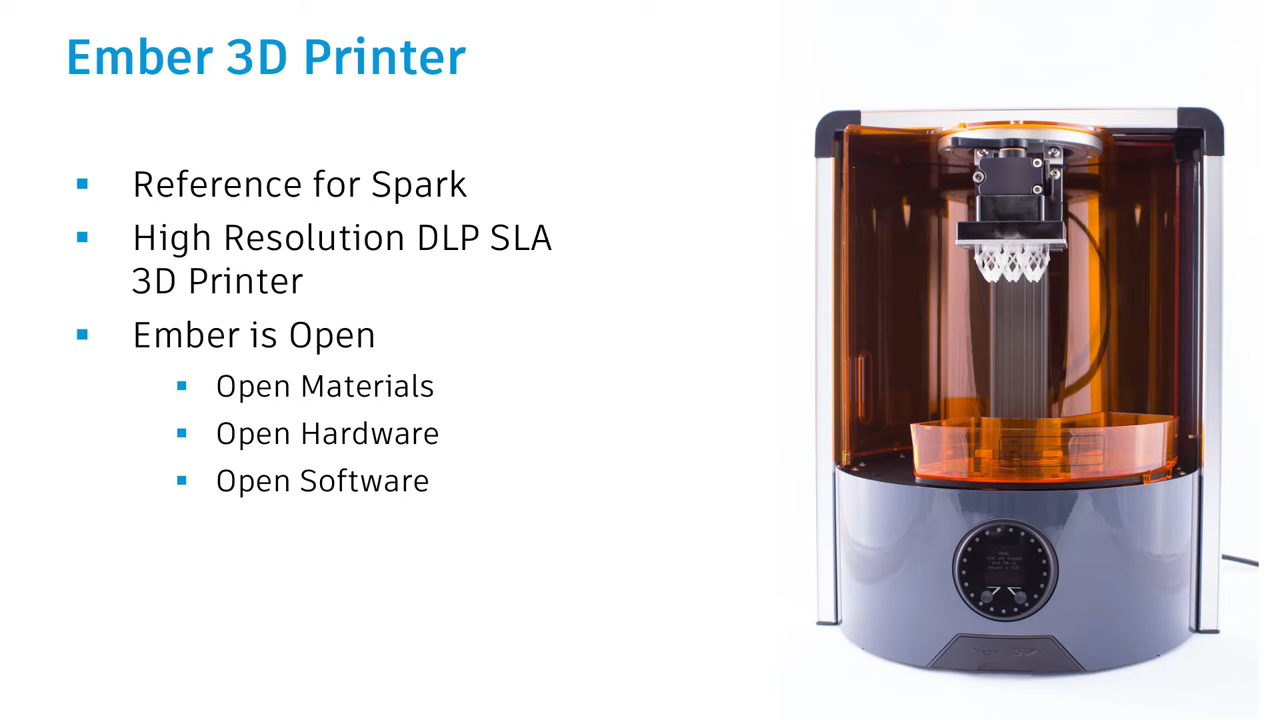 Ember 3D Printer
Reference for Spark
High Resolution DLP SLA
3D Printer
Ember is Open
Open Materials
Open Hardware
Open Software